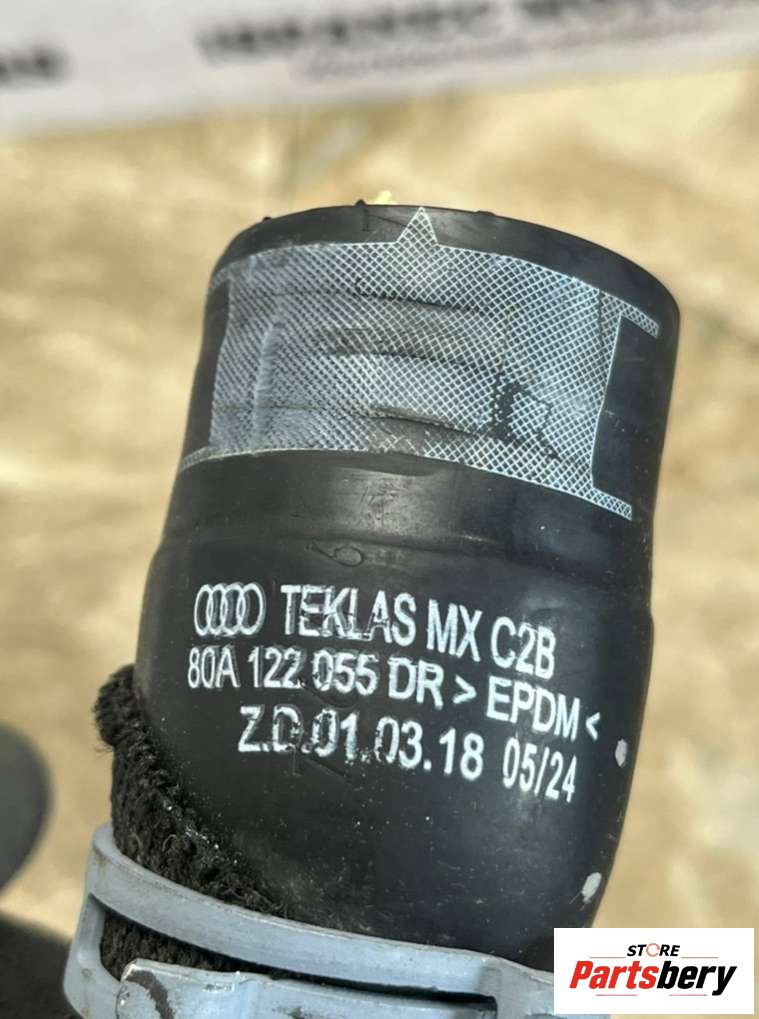 TEKLAS MX C2B
80A 122 055 DR > EPDM <
Z.D.01.03.18 05/24
STORE
Partsbery